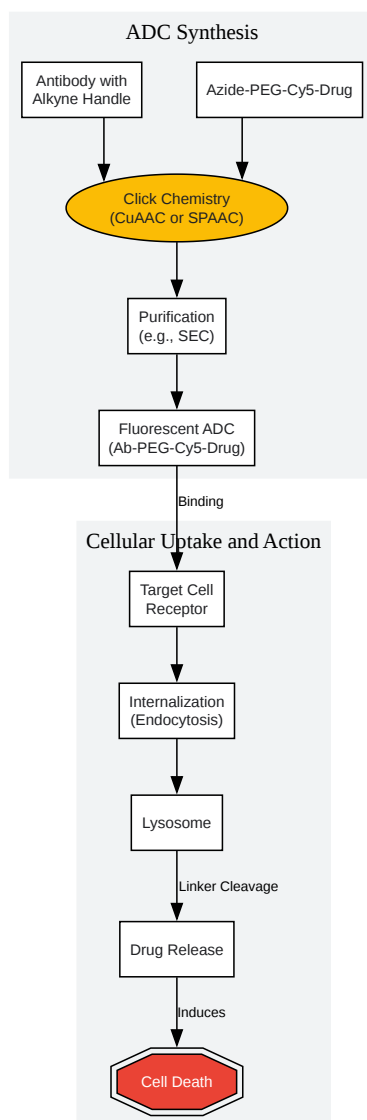 ADC Synthesis
Antibody with
Alkyne Handle
Azide-PEG-Cy5-Drug
Click Chemistry
(CuAAC or SPAAC)
Purification
(e.g., SEC)
Fluorescent ADC
(Ab-PEG-Cy5-Drug)
Binding
Cellular Uptake and Action
Target Cell
Receptor
Internalization
(Endocytosis)
Lysosome
Linker Cleavage
Drug Release
Induces
Cell Death